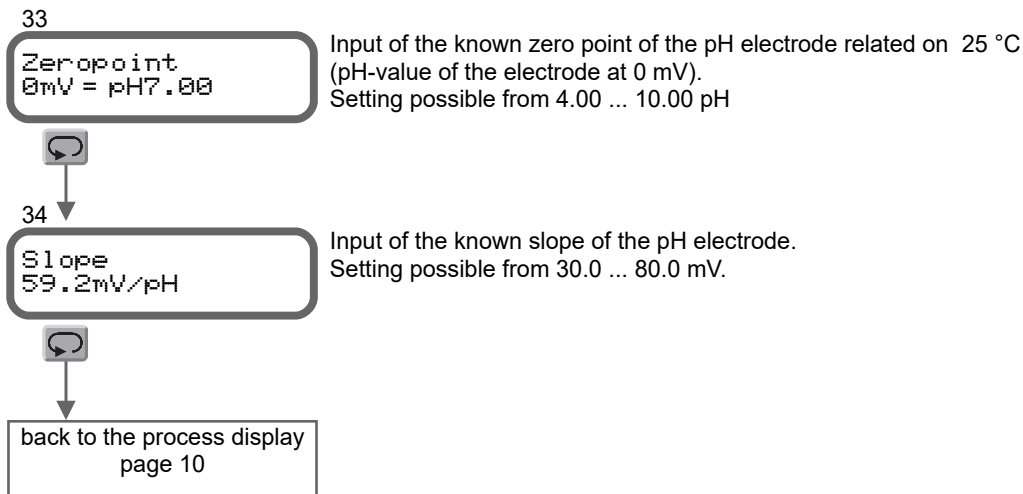 33
Zeropoint
0mV = pH7.00
Input of the known zero point of the pH electrode related on  25 °C
(pH-value of the electrode at 0 mV).
Setting possible from 4.00 ... 10.00 pH
34
Slope
59.2mV/pH
Input of the known slope of the pH electrode.
Setting possible from 30.0 ... 80.0 mV.
back to the process display
page 10